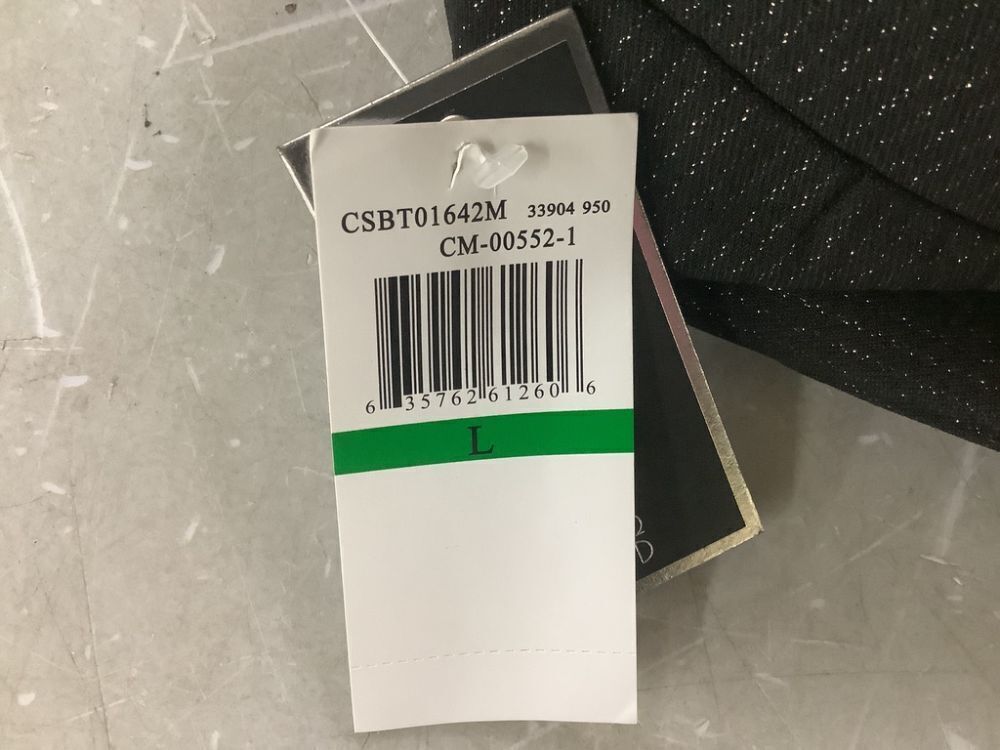 CSBT01642M 33904 950
CM-00552-1
6 35762 61260 6
L